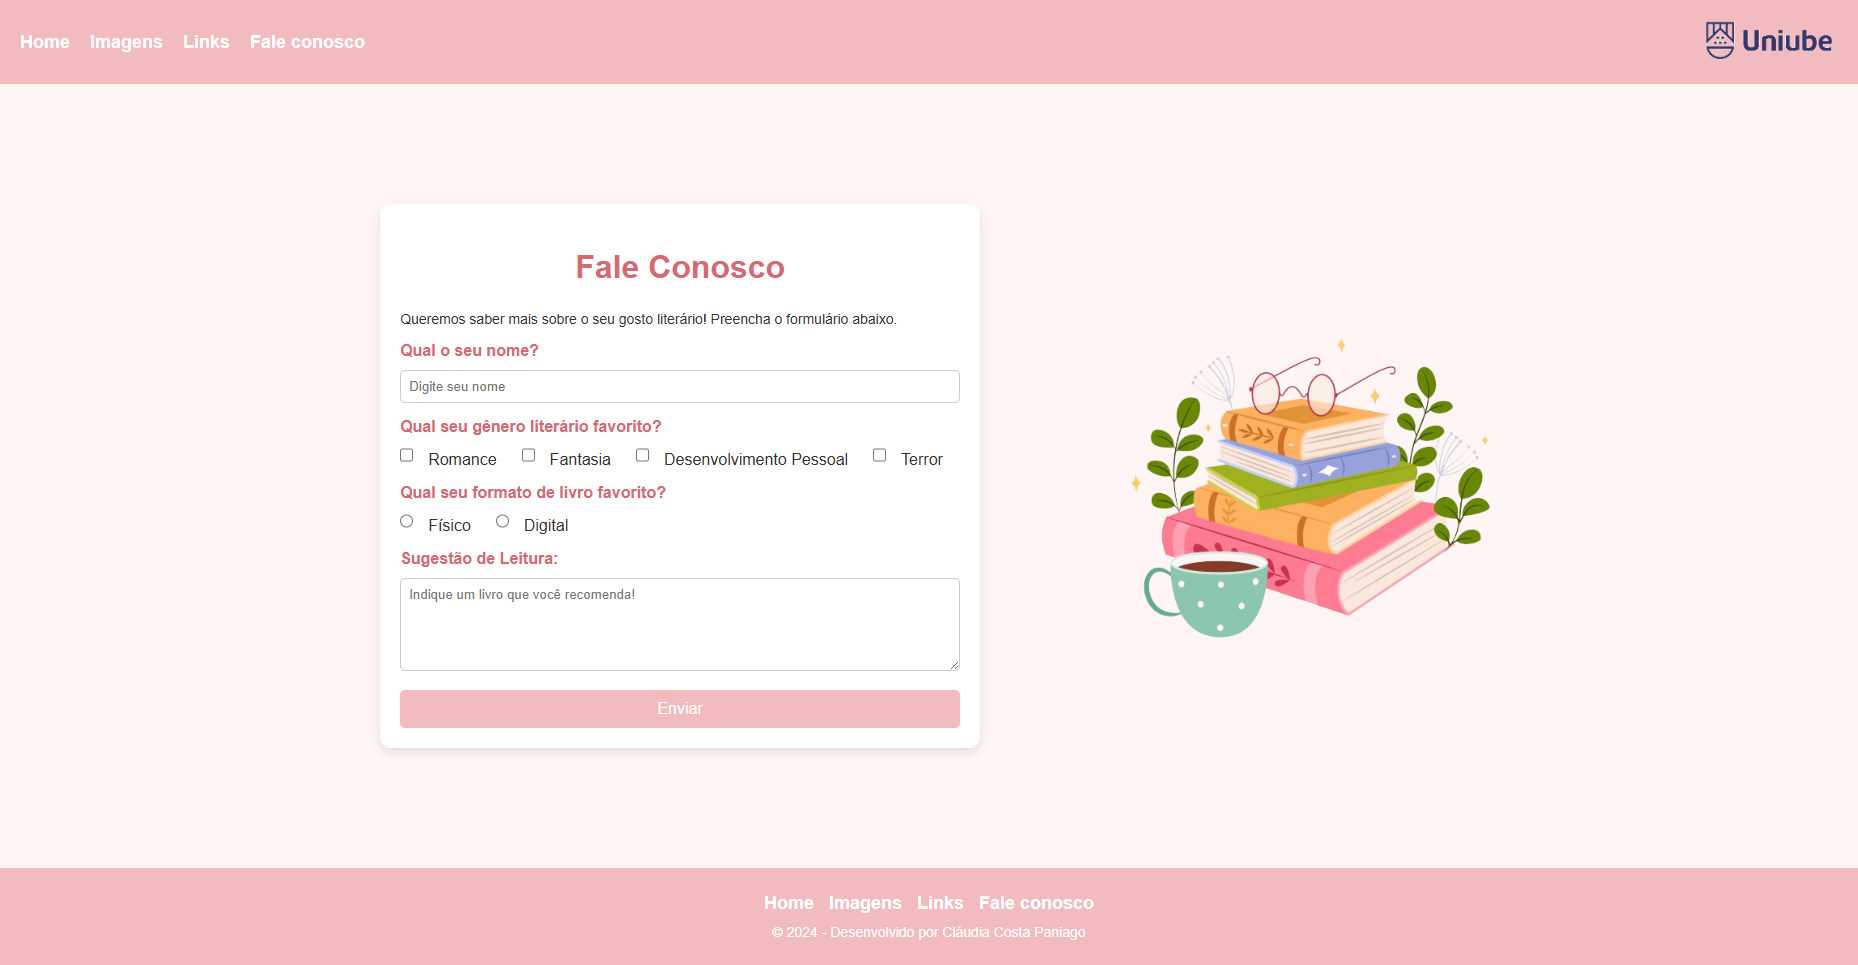 Home Imagens Links Fale conosco
Uniube
Fale Conosco
Queremos saber mais sobre o seu gosto literário! Preencha o formulário abaixo.
Qual o seu nome?
Digite seu nome
Qual seu gênero literário favorito?
Romance Fantasia Desenvolvimento Pessoal Terror
Qual seu formato de livro favorito?
Físico Digital
Sugestão de Leitura:
Indique um livro que você recomenda!
Enviar
Home Imagens Links Fale conosco
© 2024 - Desenvolvido por Cláudia Costa Paniago